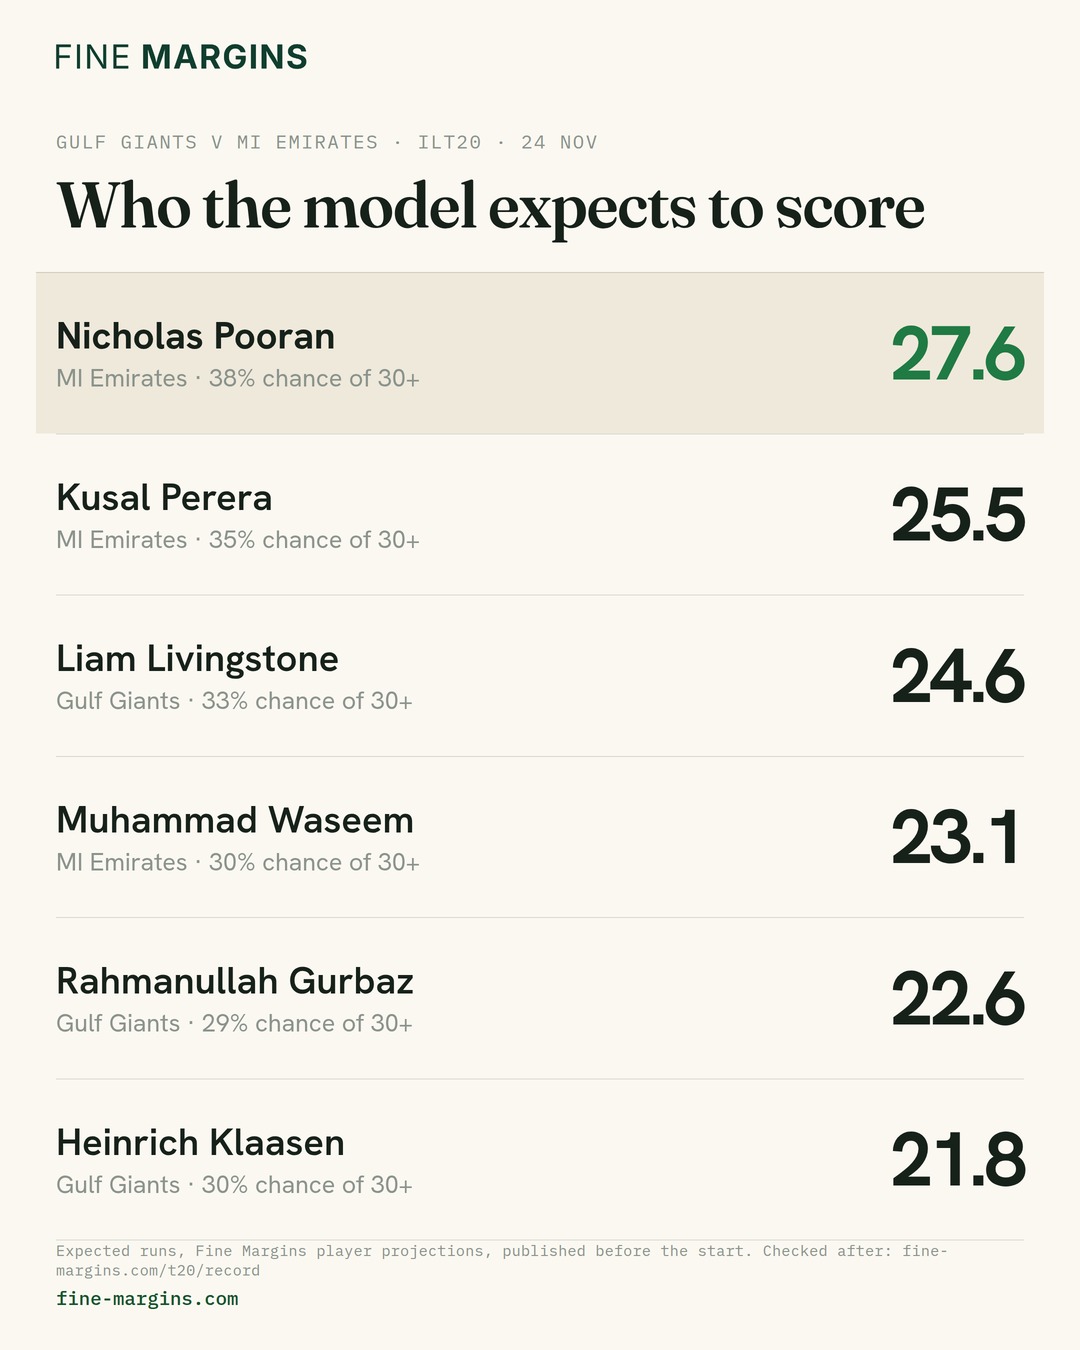 FINE MARGINS
GULF GIANTS V MI EMIRATES · ILT20 · 24 NOV
Who the model expects to score
Nicholas Pooran
27.6
MI Emirates · 38% chance of 30+
Kusal Perera
25.5
MI Emirates · 35% chance of 30+
Liam Livingstone
24.6
Gulf Giants · 33% chance of 30+
Muhammad Waseem
23.1
MI Emirates · 30% chance of 30+
Rahmanullah Gurbaz
22.6
Gulf Giants · 29% chance of 30+
Heinrich Klaasen
21.8
Gulf Giants · 30% chance of 30+
Expected runs, Fine Margins player projections, published before the start. Checked after: fine-
margins.com/t20/record
fine-margins.com